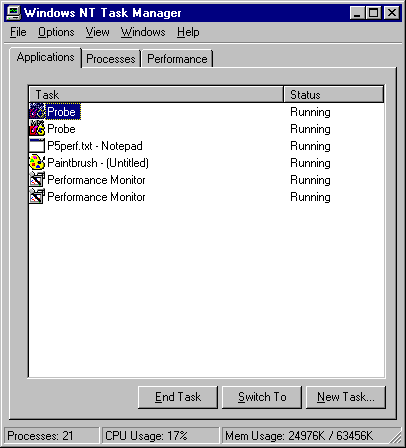 Windows NT Task Manager
File Options View Windows Help
Applications Processes Performance
Task Status
Probe Running
Probe Running
P5perf.txt - Notepad Running
Paintbrush - (Untitled) Running
Performance Monitor Running
Performance Monitor Running
End Task Switch To New Task...
Processes: 21 CPU Usage: 17% Mem Usage: 24976K / 63456K